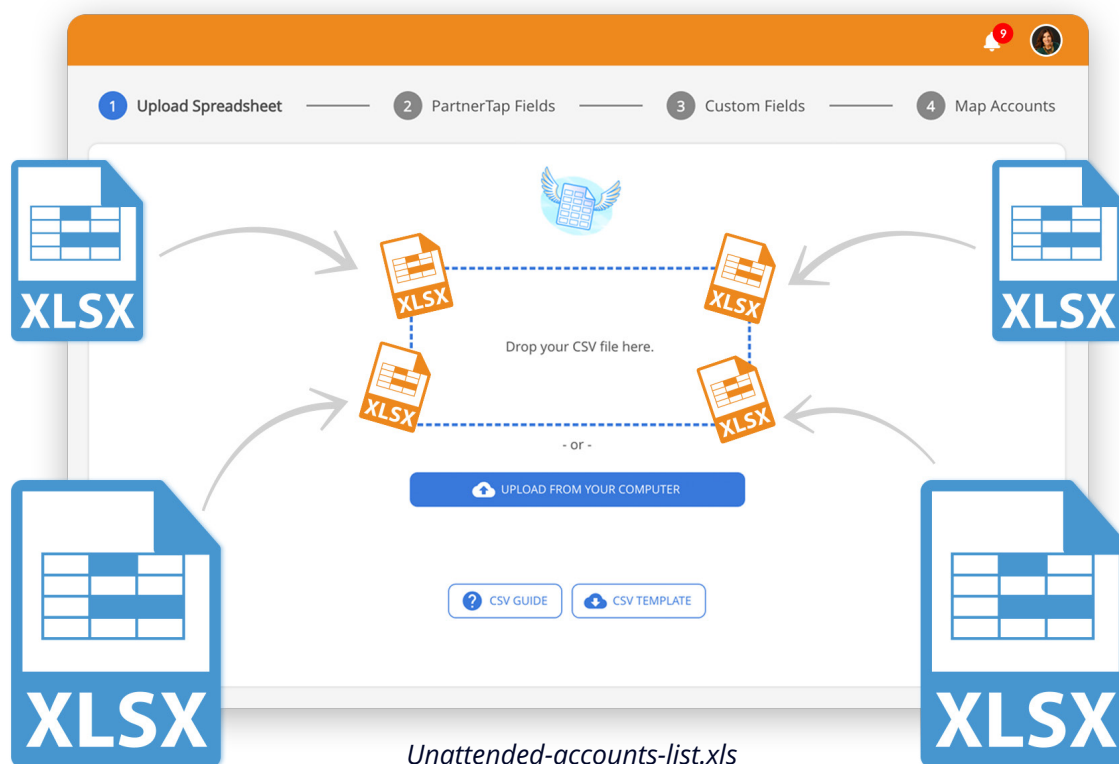 9
1 Upload Spreadsheet
2 PartnerTap Fields
3 Custom Fields
4 Map Accounts
XLSX
XLSX
XLSX
XLSX
Drop your CSV file here.
XLSX
XLSX
- or -
UPLOAD FROM YOUR COMPUTER
? CSV GUIDE
CSV TEMPLATE
XLSX
XLSX
Unattended-accounts-list.xls